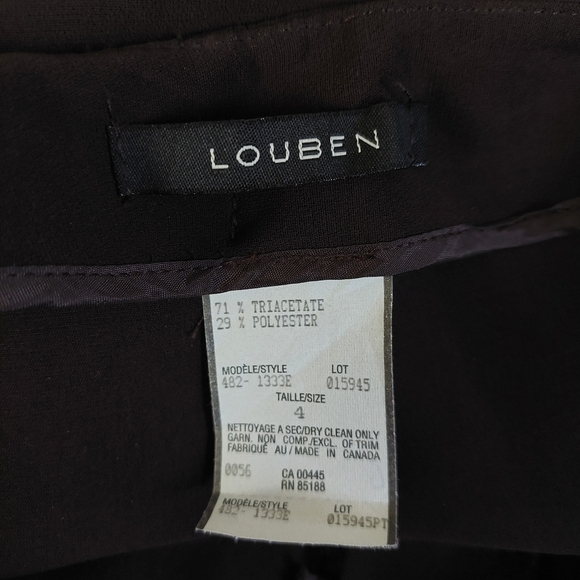 LOUBEN
71 % TRIACETATE
29 % POLYESTER
MODÈLE/STYLE LOT
482- 1333E 015945
TAILLE/SIZE
4
NETTOYAGE A SEC/DRY CLEAN ONLY
GARN. NON COMP./EXCL. OF TRIM
FABRIQUÉ AU / MADE IN CANADA
0056 CA 00445
RN 85188
MODÈLE/STYLE LOT
482- 1333E 015945PT